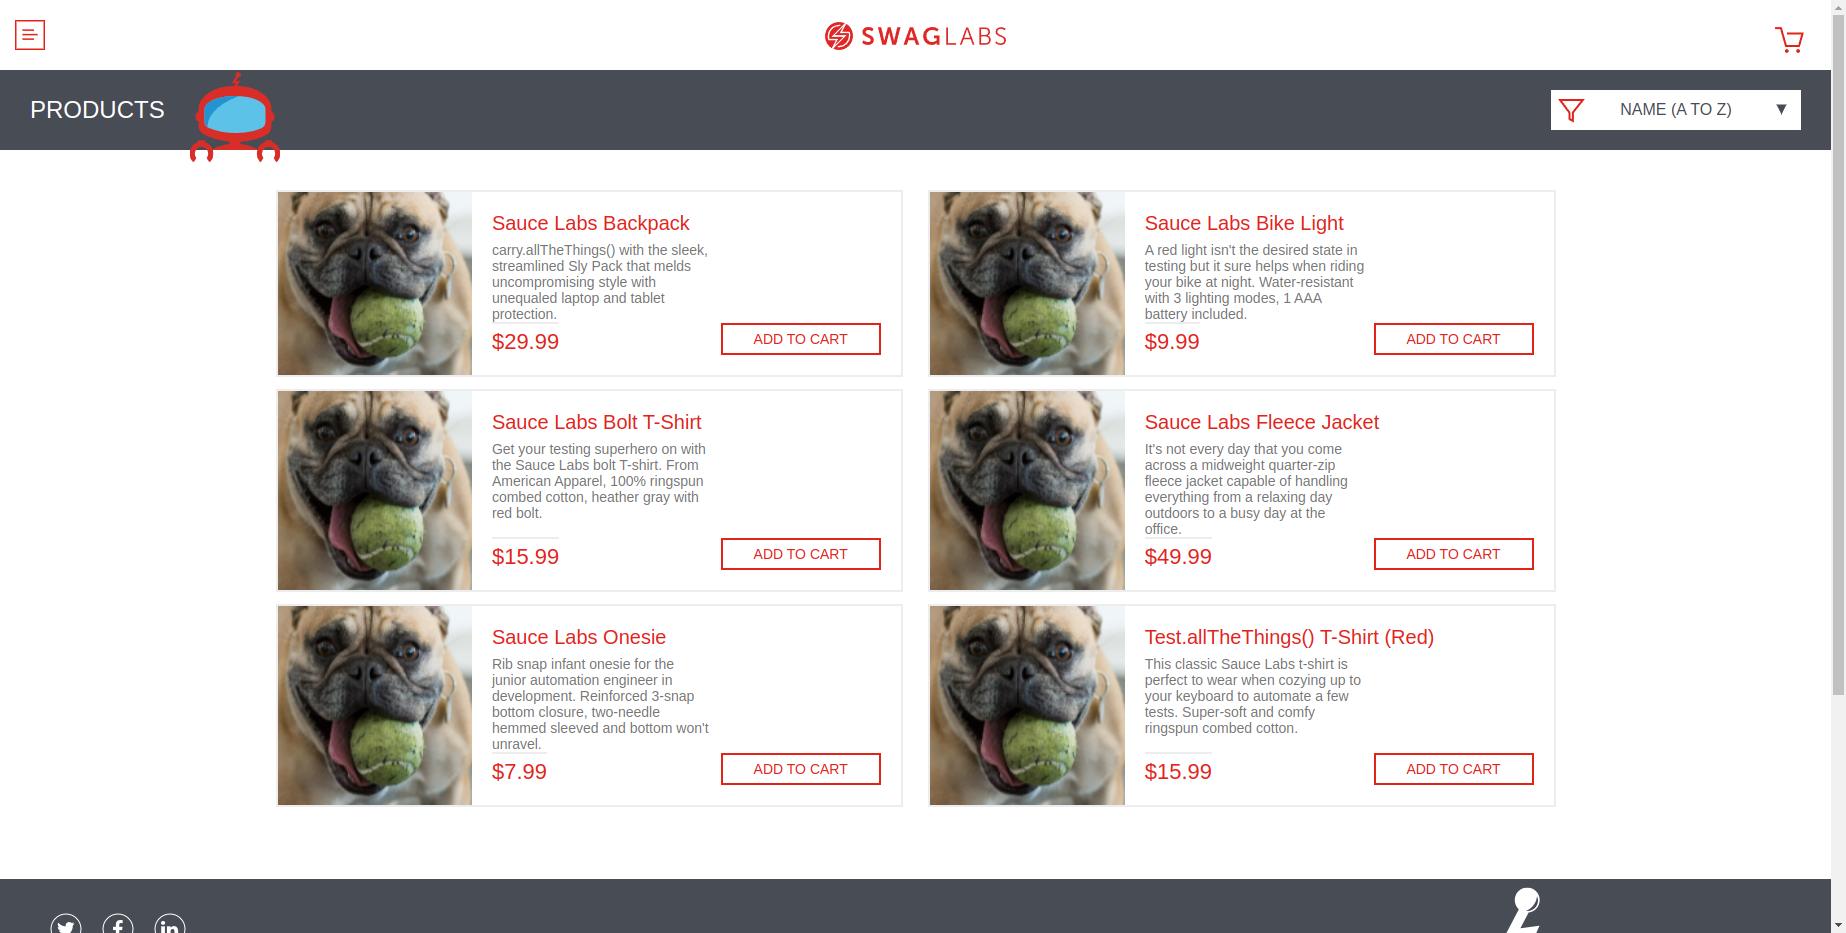 SWAGLABS
PRODUCTS
NAME (A TO Z)
Sauce Labs Backpack
carry.allTheThings() with the sleek,
streamlined Sly Pack that melds
uncompromising style with
unequaled laptop and tablet
protection.
$29.99
ADD TO CART
Sauce Labs Bike Light
A red light isn't the desired state in
testing but it sure helps when riding
your bike at night. Water-resistant
with 3 lighting modes, 1 AAA
battery included.
$9.99
ADD TO CART
Sauce Labs Bolt T-Shirt
Get your testing superhero on with
the Sauce Labs bolt T-shirt. From
American Apparel, 100% ringspun
combed cotton, heather gray with
red bolt.
$15.99
ADD TO CART
Sauce Labs Fleece Jacket
It's not every day that you come
across a midweight quarter-zip
fleece jacket capable of handling
everything from a relaxing day
outdoors to a busy day at the
office.
$49.99
ADD TO CART
Sauce Labs Onesie
Rib snap infant onesie for the
junior automation engineer in
development. Reinforced 3-snap
bottom closure, two-needle
hemmed sleeved and bottom won't
unravel.
$7.99
ADD TO CART
Test.allTheThings() T-Shirt (Red)
This classic Sauce Labs t-shirt is
perfect to wear when cozying up to
your keyboard to automate a few
tests. Super-soft and comfy
ringspun combed cotton.
$15.99
ADD TO CART